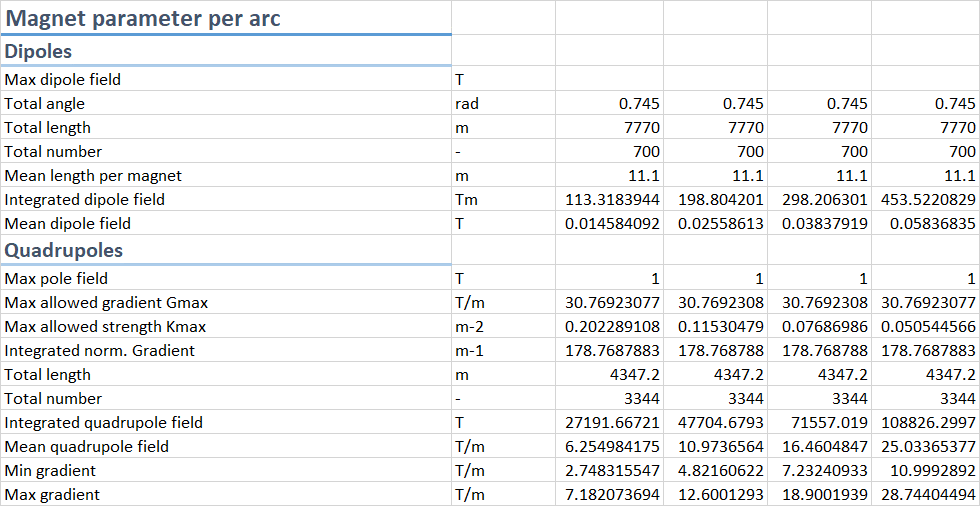 Magnet parameter per arc
Dipoles
Max dipole field T
Total angle rad 0.745 0.745 0.745 0.745
Total length m 7770 7770 7770 7770
Total number - 700 700 700 700
Mean length per magnet m 11.1 11.1 11.1 11.1
Integrated dipole field Tm 113.3183944 198.804201 298.206301 453.5220829
Mean dipole field T 0.014584092 0.02558613 0.03837919 0.05836835
Quadrupoles
Max pole field T 1 1 1 1
Max allowed gradient Gmax T/m 30.76923077 30.7692308 30.7692308 30.76923077
Max allowed strength Kmax m-2 0.202289108 0.11530479 0.07686986 0.050544566
Integrated norm. Gradient m-1 178.7687883 178.768788 178.768788 178.7687883
Total length m 4347.2 4347.2 4347.2 4347.2
Total number - 3344 3344 3344 3344
Integrated quadrupole field T 27191.66721 47704.6793 71557.019 108826.2997
Mean quadrupole field T/m 6.254984175 10.9736564 16.4604847 25.03365377
Min gradient T/m 2.748315547 4.82160622 7.23240933 10.9992892
Max gradient T/m 7.182073694 12.6001293 18.9001939 28.74404494